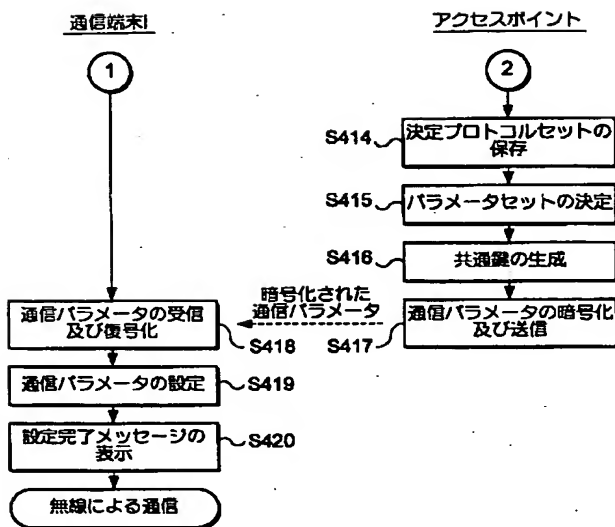 通信端末
アクセスポイント
1
2
S414
決定プロトコルセットの
保存
S415
パラメータセットの決定
S416
共通鍵の生成
暗号化された
通信パラメータ
通信パラメータの受信
及び復号化
S418
S417
通信パラメータの暗号化
及び送信
通信パラメータの設定
S419
設定完了メッセージの
表示
S420
無線による通信